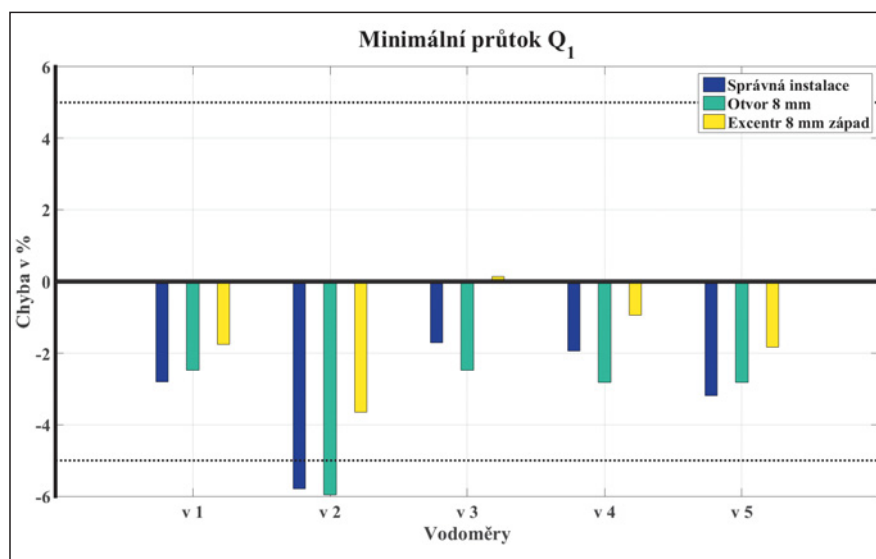 Minimální průtok Q1
Správná instalace
Otvor 8 mm
Excentr 8 mm západ
Chyba v %
6
4
2
0
-2
-4
-6
v 1 v 2 v 3 v 4 v 5
Vodoměry